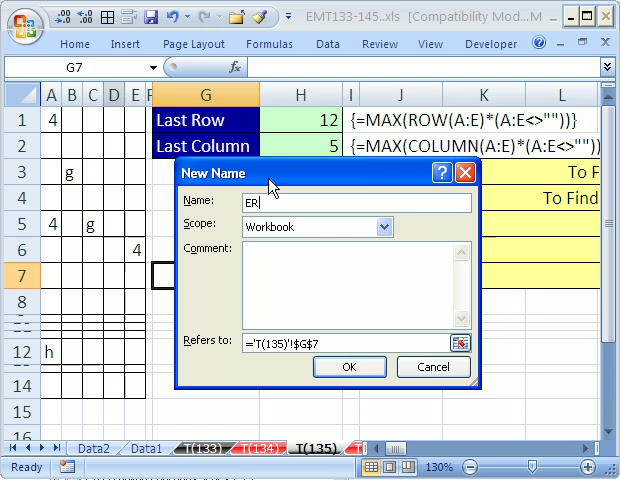 EMT133-145..xls [Compatibility Mod... M
Home Insert Page Layout Formulas Data View Developer
G7 fx
A B C D E F G H I J K L
1 4 Last Row 12 {=MAX(ROW(A:E)*(A:E<>""))}
2 Last Column 5 {=MAX(COLUMN(A:E)*(A:E<>""))
3 g To F
4 To Find
5 4 g
6 4
7
8
12 h
14
15
16
New Name
Name: ER
Scope: Workbook
Comment:
Refers to: ='T(135)'!$G$7
OK Cancel
Data2 Data1 T(133) T(134) T(135)
Ready 130%